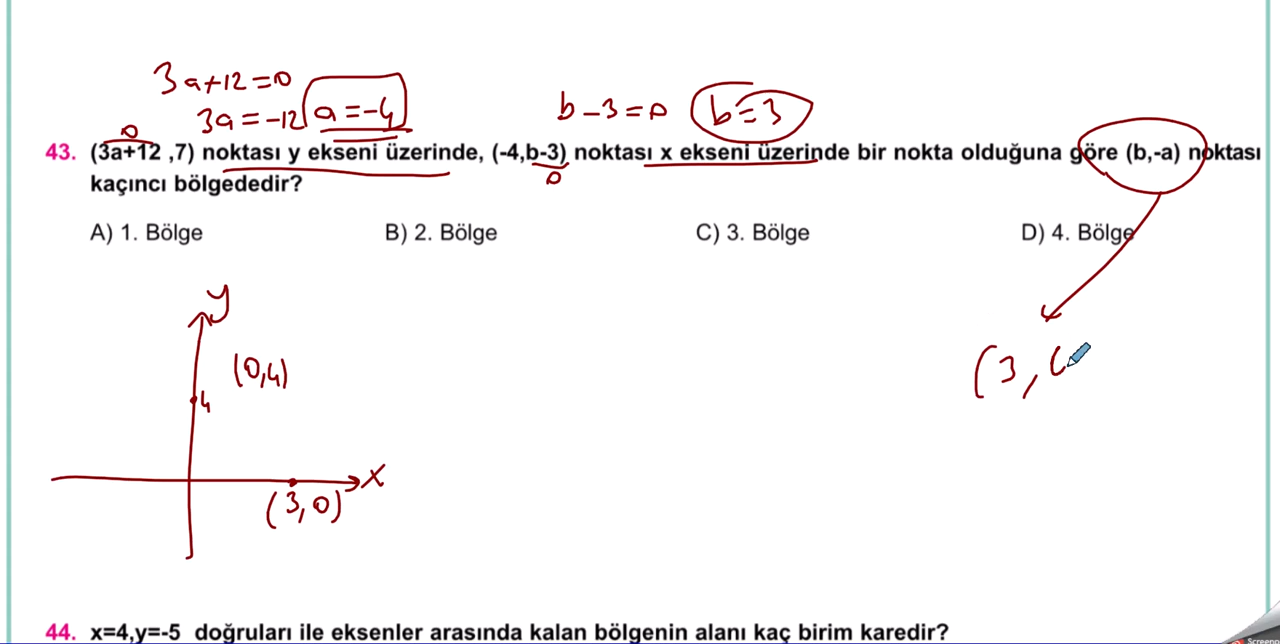 3a+12=0
3a=-12 a=-4
b-3=0 b=3
0
43. (3a+12 ,7) noktası y ekseni üzerinde, (-4,b-3) noktası x ekseni üzerinde bir nokta olduğuna göre (b,-a) noktası
0
kaçıncı bölgededir?
A) 1. Bölge B) 2. Bölge C) 3. Bölge D) 4. Bölge
y
(0,4)
(3, (
4
x
(3,0)
44. x=4,y=-5 doğruları ile eksenler arasında kalan bölgenin alanı kaç birim karedir?